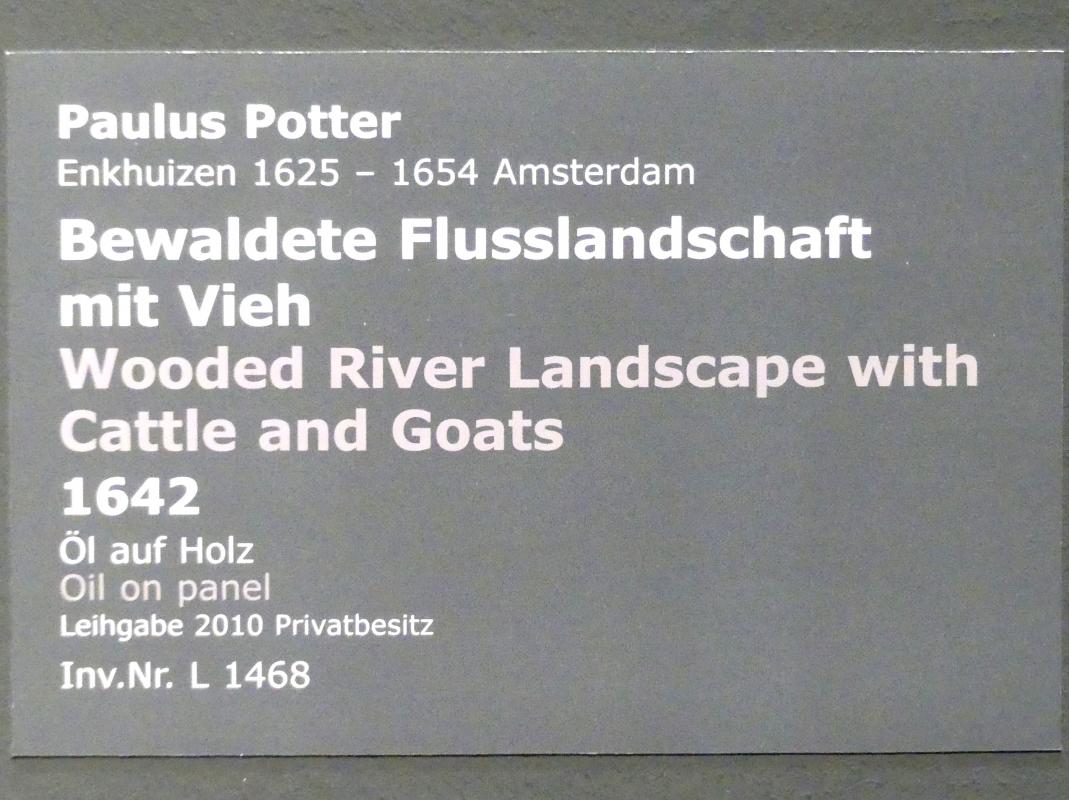 Paulus Potter
Enkhuizen 1625 – 1654 Amsterdam
Bewaldete Flusslandschaft
mit Vieh
Wooded River Landscape with
Cattle and Goats
1642
Öl auf Holz
Oil on panel
Leihgabe 2010 Privatbesitz
Inv.Nr. L 1468